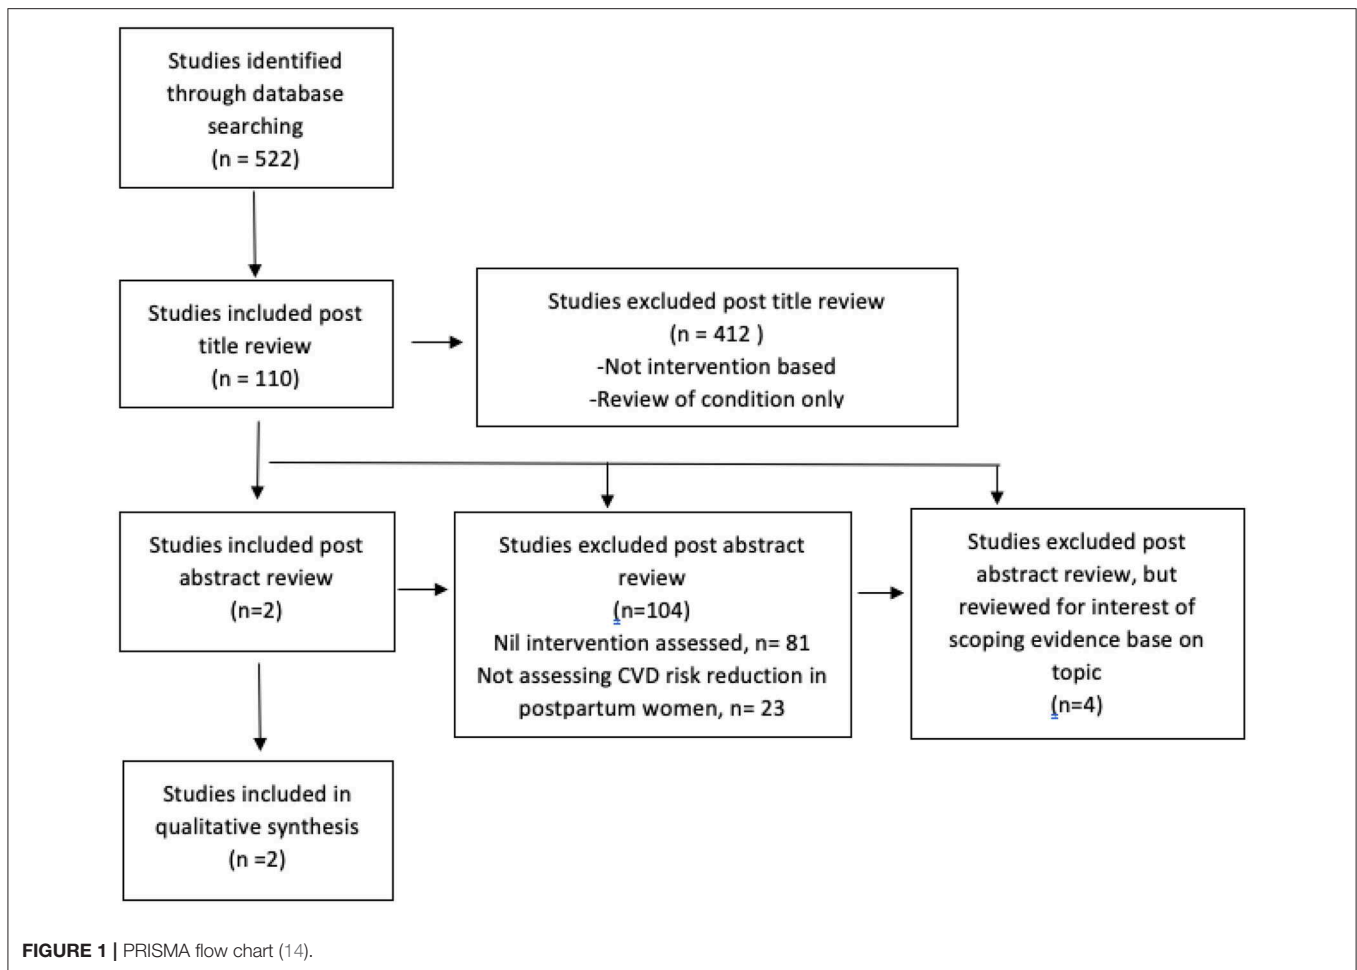 Studies identified
through database
searching
(n = 522)
Studies included post
title review
(n = 110)
Studies excluded post title review
(n = 412 )
-Not intervention based
-Review of condition only
Studies included post
abstract review
(n=2)
Studies excluded post abstract
review
(n=104)
Nil intervention assessed, n= 81
Not assessing CVD risk reduction in
postpartum women, n= 23
Studies excluded post
abstract review, but
reviewed for interest of
scoping evidence base on
topic
(n=4)
Studies included in
qualitative synthesis
(n =2)
FIGURE 1 | PRISMA flow chart (14).